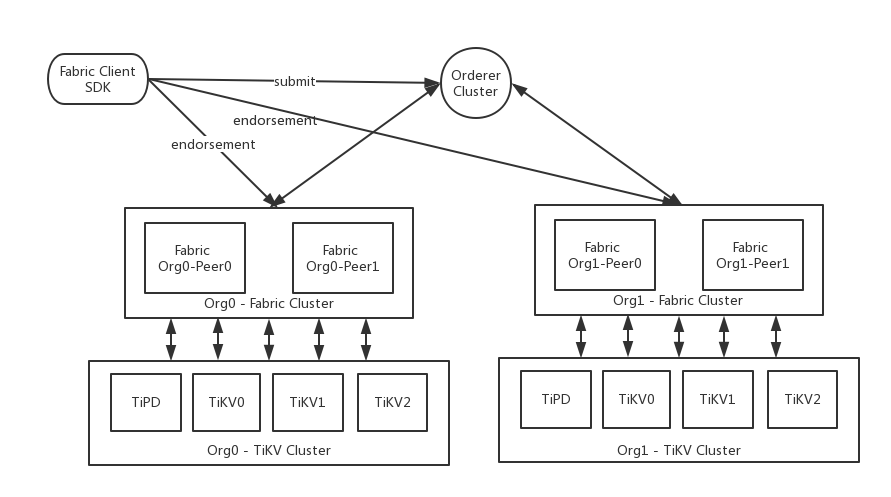 Fabric Client
SDK
submit
Orderer
Cluster
endorsement
endorsement
Fabric
Org0-Peer0
Fabric
Org0-Peer1
Org0 - Fabric Cluster
Fabric
Org1-Peer0
Fabric
Org1-Peer1
Org1 - Fabric Cluster
TiPD
TiKV0
TiKV1
TiKV2
Org0 - TiKV Cluster
TiPD
TiKV0
TiKV1
TiKV2
Org1 - TiKV Cluster